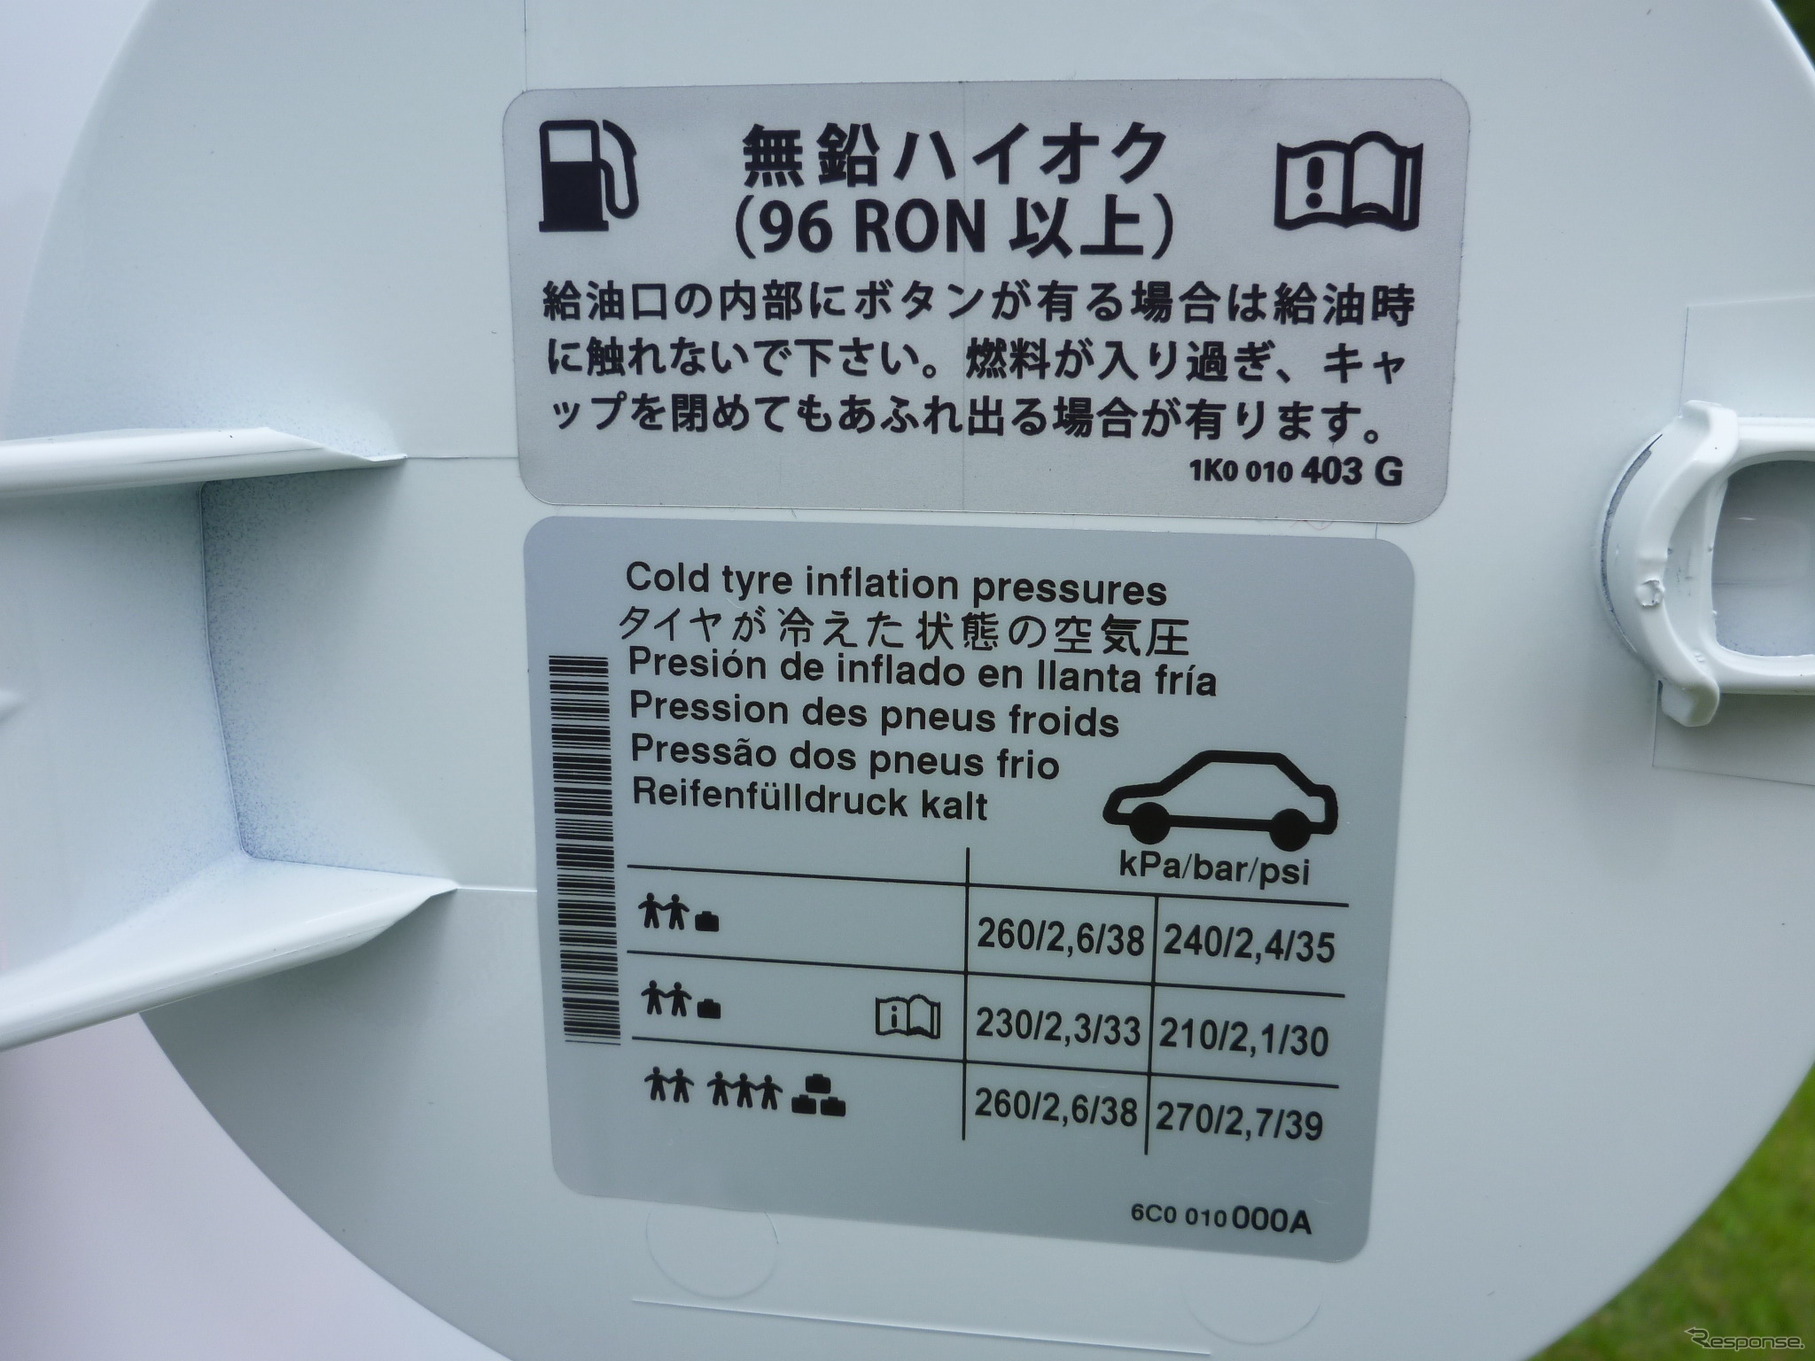 無鉛ハイオク
(96 RON 以上)
給油口の内部にボタンが有る場合は給油時
に触れないで下さい。燃料が入り過ぎ、キャ
ップを閉めてもあふれ出る場合が有ります。
1K0 010 403 G
Cold tyre inflation pressures
タイヤが冷えた状態の空気圧
Presión de inflado en llanta fría
Pression des pneus froids
Pressão dos pneus frio
Reifenfülldruck kalt
kPa/bar/psi
260/2,6/38 240/2,4/35
230/2,3/33 210/2,1/30
260/2,6/38 270/2,7/39
6C0 010 000A
Response.